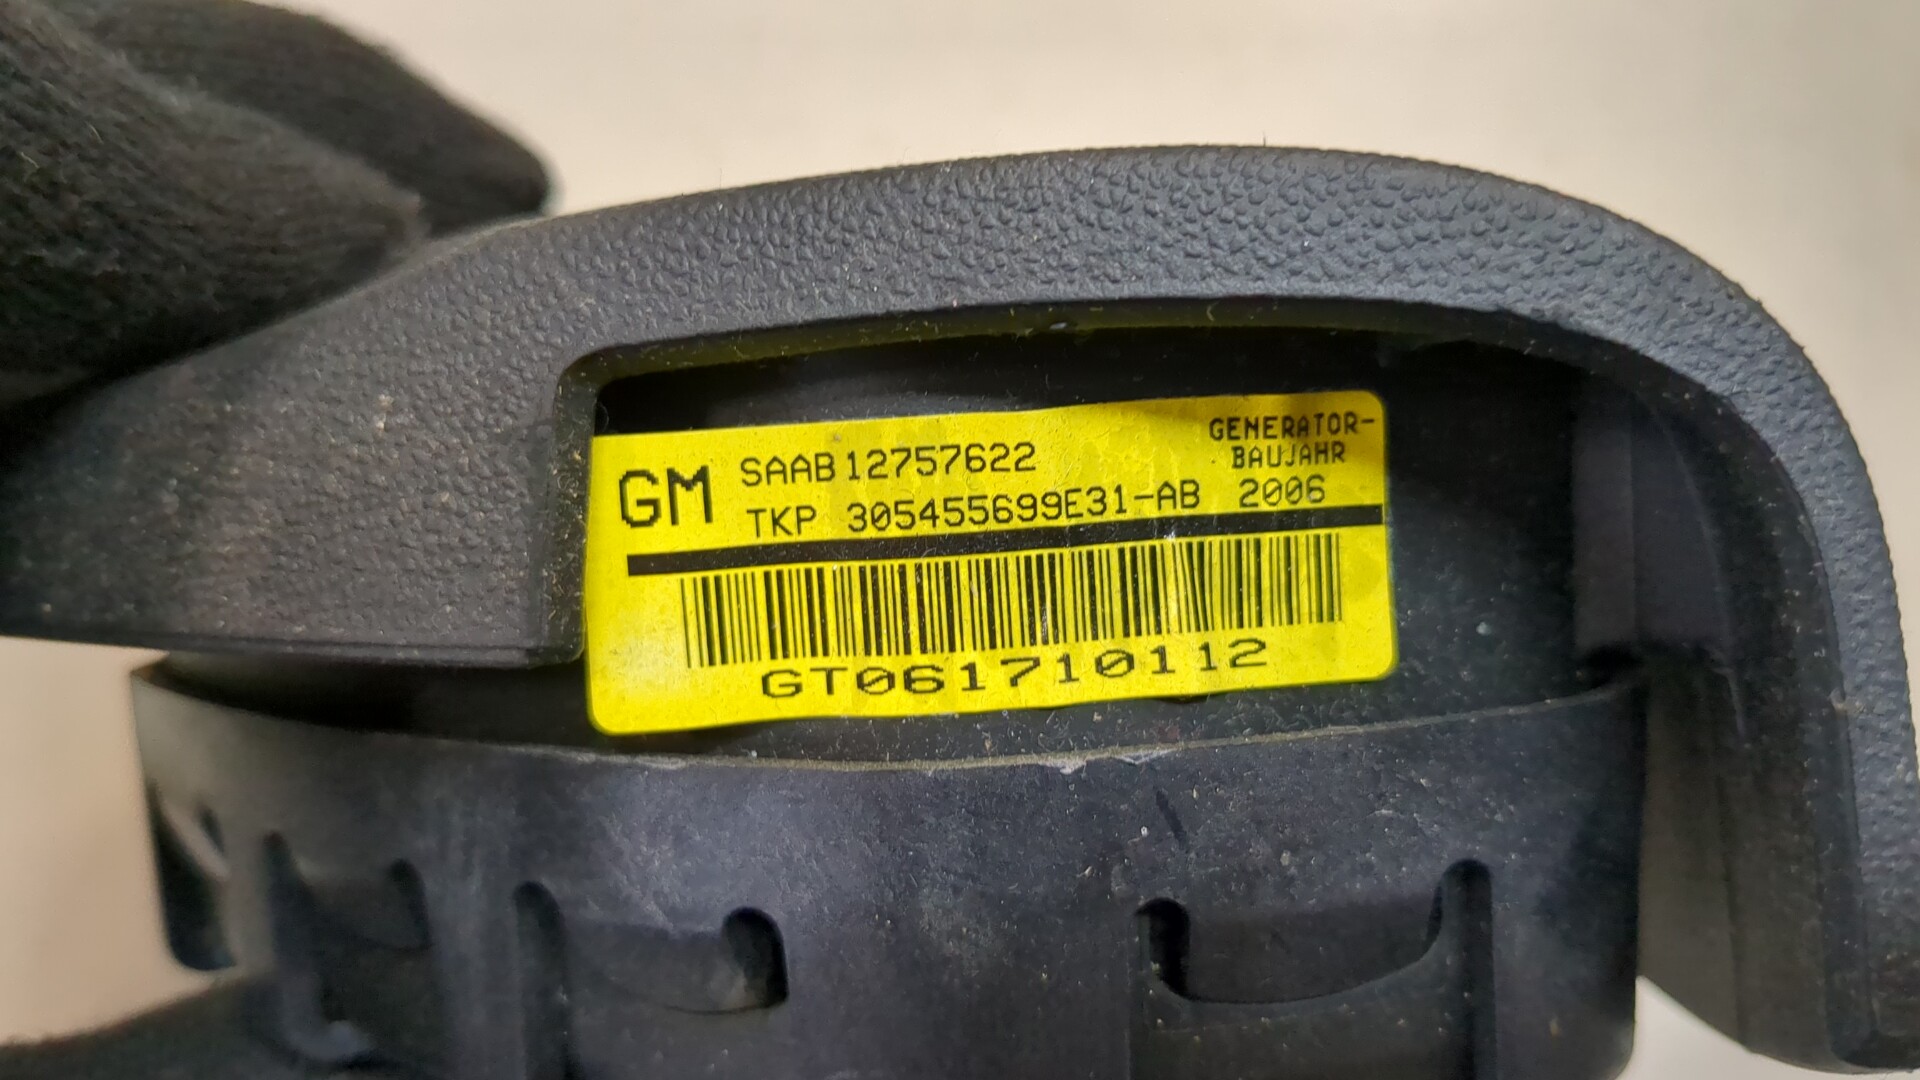 GM SAAB 12757622 GENERATOR-
BAUJAHR
TKP 305455699E31-AB 2006
GT061710112